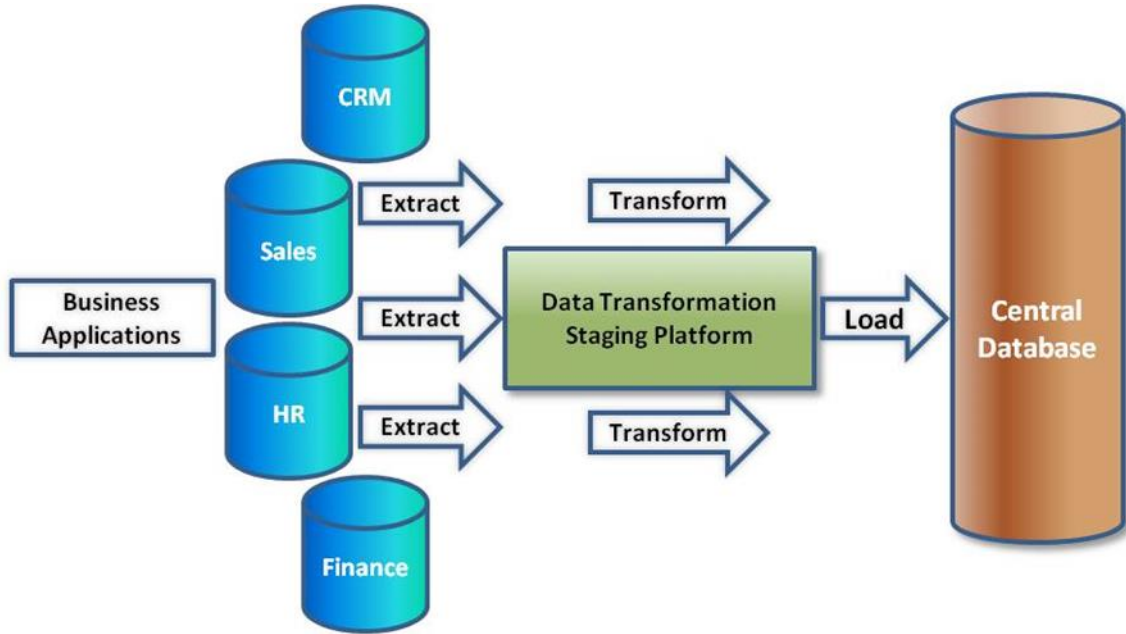 CRM
Sales
HR
Finance
Business
Applications
Extract
Extract
Extract
Transform
Data Transformation
Staging Platform
Transform
Load
Central
Database